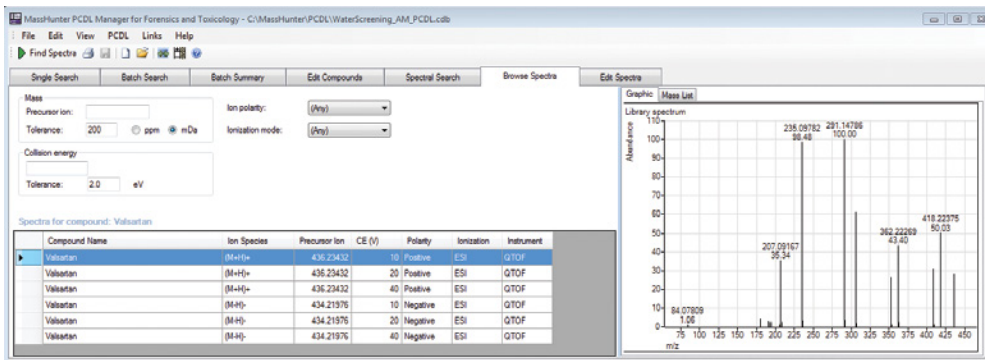 MassHunter PCDL Manager for Forensics and Toxicology - C:\MassHunter\PCDL\WaterScreening_AM_PCDL.cdb
File Edit View PCDL Links Help
Find Spectra
Single Search Batch Search Batch Summary Edit Compounds Spectral Search Browse Spectra Edit Spectra
Mass
Precursor ion:
Ion polarity: (Any)
Tolerance: 200 ppm mDa
Ionization mode: (Any)
Collision energy
Tolerance: 2.0 eV
Spectra for compound: Valsartan
Compound Name Ion Species Precursor Ion CE (V) Polarity Ionization Instrument
Valsartan (M+H)+ 436.23432 10 Positive ESI QTOF
Valsartan (M+H)+ 436.23432 20 Positive ESI QTOF
Valsartan (M+H)+ 436.23432 40 Positive ESI QTOF
Valsartan (M-H)- 434.21976 10 Negative ESI QTOF
Valsartan (M-H)- 434.21976 20 Negative ESI QTOF
Valsartan (M-H)- 434.21976 40 Negative ESI QTOF
Graphic Mass List
Library spectrum
Abundance
110
100
90
80
70
60
50
40
30
20
10
0
235.09782
98.48
291.14786
100.00
418.22375
50.03
362.22269
43.40
207.09167
35.34
84.07809
1.06
75 100 125 150 175 200 225 250 275 300 325 350 375 400 425 450
m/z